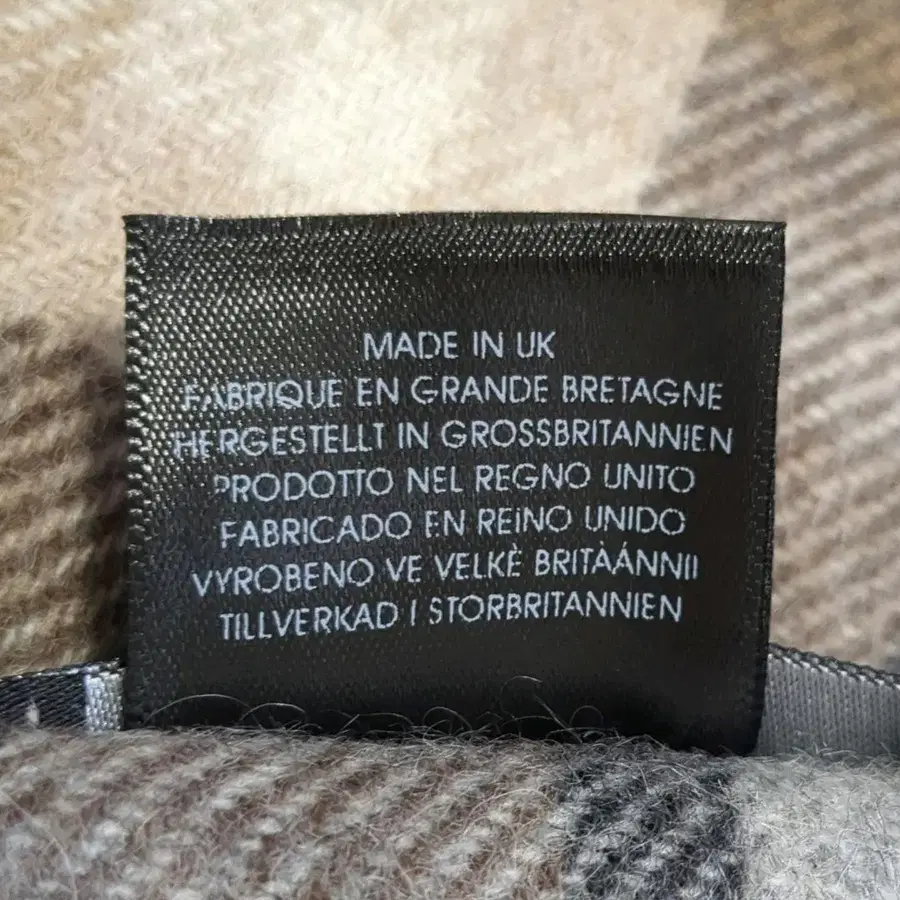 MADE IN UK
FABRIQUE EN GRANDE BRETAGNE
HERGESTELLT IN GROSSBRITANNIEN
PRODOTTO NEL REGNO UNITO
FABRICADO EN REINO UNIDO
VYROBENO VE VELKÈ BRITÀÁNNII
TILLVERKAD I STORBRITANNIEN